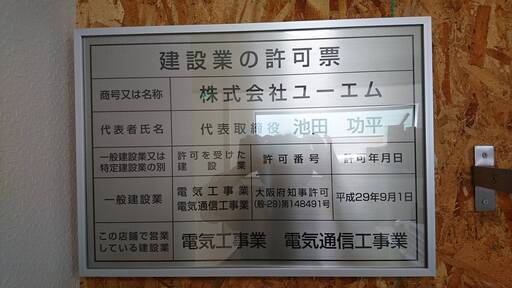 建設業の許可票
商号又は名称 株式会社ユーエム
代表者氏名 代表取締役 池田 功平
一般建設業又は
特定建設業の別
許可を受けた
建設業
許可番号 許可年月日
一般建設業
電気工事業
電気通信工事業
大阪府知事許可
(般-28)第148491号
平成29年9月1日
この店舗で営業
している建設業
電気工事業 電気通信工事業